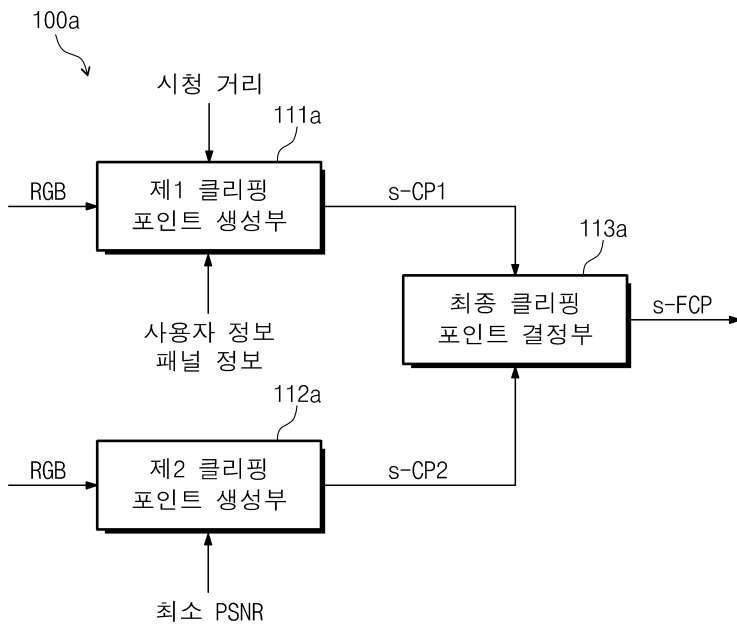 100a
시청 거리
111a
RGB
제1 클리핑
포인트 생성부
s-CP1
113a
최종 클리핑
포인트 결정부
s-FCP
사용자 정보
패널 정보
112a
RGB
제2 클리핑
포인트 생성부
s-CP2
최소 PSNR